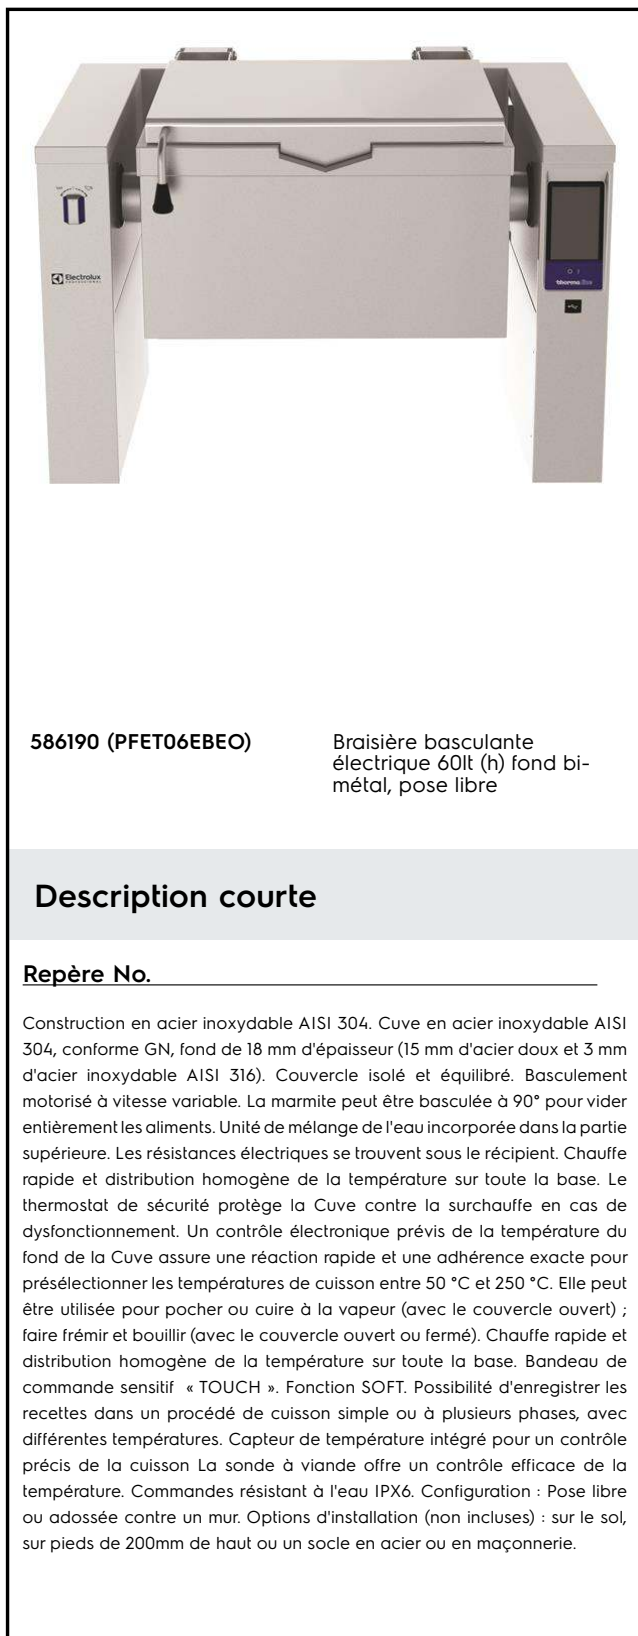 Electrolux
PROFESSIONAL
thermaline
586190 (PFET06EBEO)
Braisière basculante
électrique 60lt (h) fond bi-
métal, pose libre
Description courte
Repère No.
Construction en acier inoxydable AISI 304. Cuve en acier inoxydable AISI
304, conforme GN, fond de 18 mm d'épaisseur (15 mm d'acier doux et 3 mm
d'acier inoxydable AISI 316). Couvercle isolé et équilibré. Basculement
motorisé à vitesse variable. La marmite peut être basculée à 90° pour vider
entièrement les aliments. Unité de mélange de l'eau incorporée dans la partie
supérieure. Les résistances électriques se trouvent sous le récipient. Chauffe
rapide et distribution homogène de la température sur toute la base. Le
thermostat de sécurité protège la Cuve contre la surchauffe en cas de
dysfonctionnement. Un contrôle électronique prévis de la température du
fond de la Cuve assure une réaction rapide et une adhérence exacte pour
présélectionner les températures de cuisson entre 50 °C et 250 °C. Elle peut
être utilisée pour pocher ou cuire à la vapeur (avec le couvercle ouvert) ;
faire frémir et bouillir (avec le couvercle ouvert ou fermé). Chauffe rapide et
distribution homogène de la température sur toute la base. Bandeau de
commande sensitif « TOUCH ». Fonction SOFT. Possibilité d'enregistrer les
recettes dans un procédé de cuisson simple ou à plusieurs phases, avec
différentes températures. Capteur de température intégré pour un contrôle
précis de la cuisson La sonde à viande offre un contrôle efficace de la
température. Commandes résistant à l'eau IPX6. Configuration : Pose libre
ou adossée contre un mur. Options d'installation (non incluses) : sur le sol,
sur pieds de 200mm de haut ou un socle en acier ou en maçonnerie.